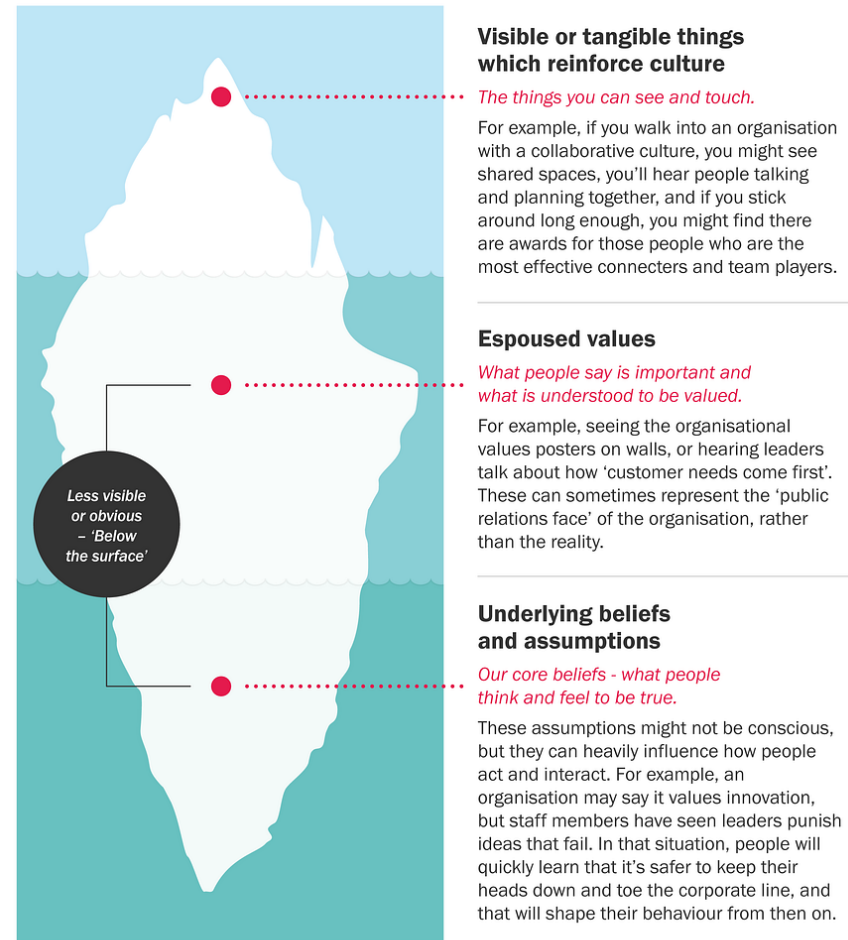 Visible or tangible things
which reinforce culture
The things you can see and touch.
For example, if you walk into an organisation
with a collaborative culture, you might see
shared spaces, you’ll hear people talking
and planning together, and if you stick
around long enough, you might find there
are awards for those people who are the
most effective connecters and team players.
Espoused values
What people say is important and
what is understood to be valued.
For example, seeing the organisational
values posters on walls, or hearing leaders
talk about how ‘customer needs come first’.
These can sometimes represent the ‘public
relations face’ of the organisation, rather
than the reality.
Less visible
or obvious
– ‘Below
the surface’
Underlying beliefs
and assumptions
Our core beliefs - what people
think and feel to be true.
These assumptions might not be conscious,
but they can heavily influence how people
act and interact. For example, an
organisation may say it values innovation,
but staff members have seen leaders punish
ideas that fail. In that situation, people will
quickly learn that it’s safer to keep their
heads down and toe the corporate line, and
that will shape their behaviour from then on.